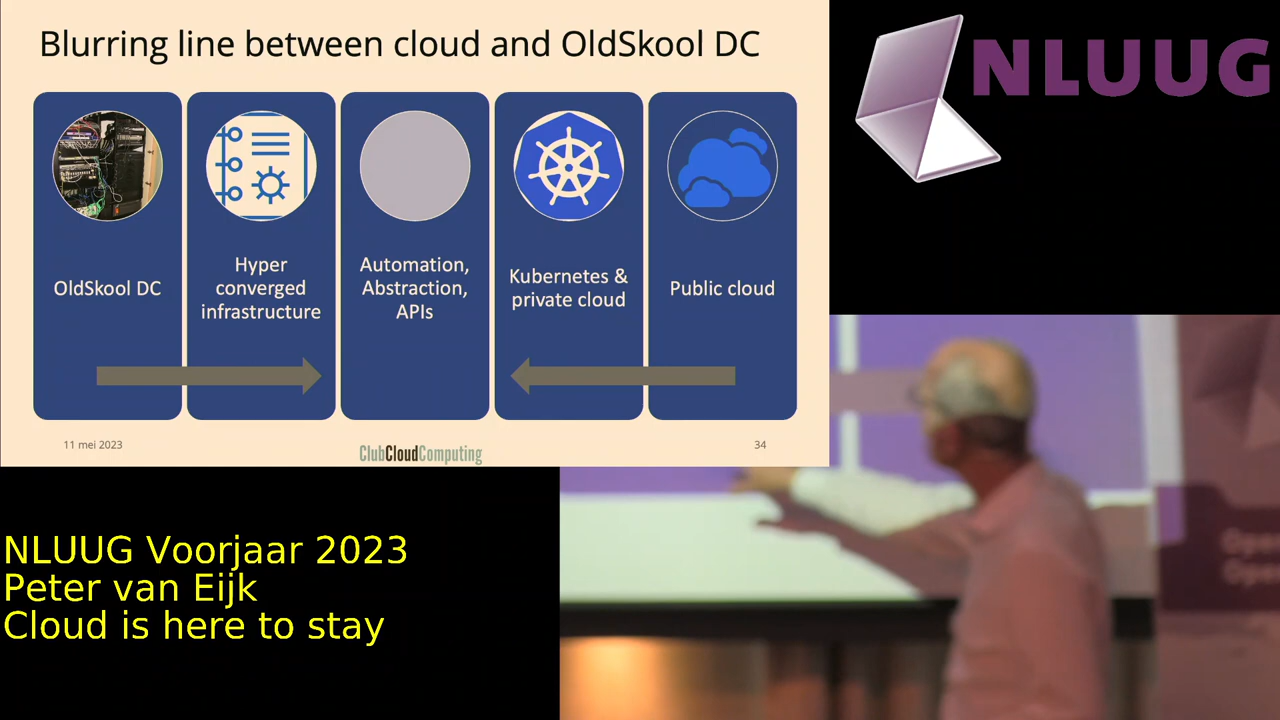 Blurring line between cloud and OldSkool DC
OldSkool DC
Hyper
converged
infrastructure
Automation,
Abstraction,
APIs
Kubernetes &
private cloud
Public cloud
11 mei 2023
ClubCloudComputing
34
NLUUG
NLUUG Voorjaar 2023
Peter van Eijk
Cloud is here to stay